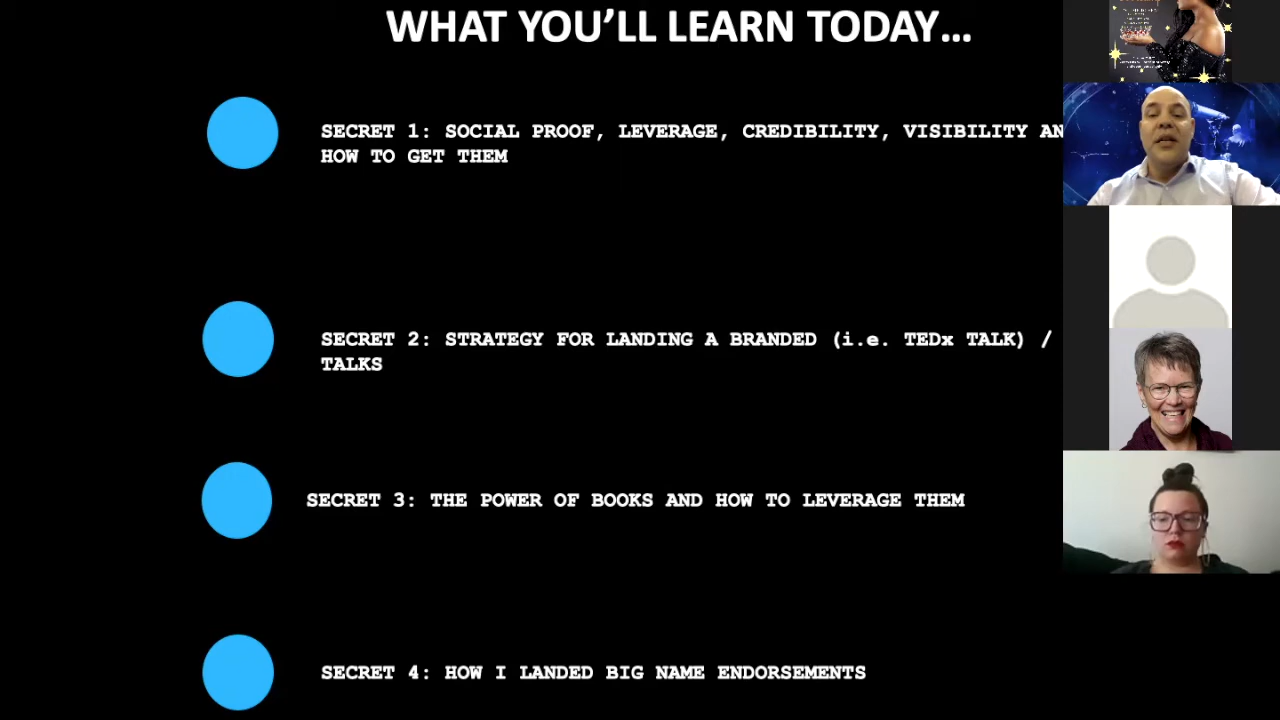 WHAT YOU’LL LEARN TODAY...
SECRET 1: SOCIAL PROOF, LEVERAGE, CREDIBILITY, VISIBILITY AN
HOW TO GET THEM
SECRET 2: STRATEGY FOR LANDING A BRANDED (i.e. TEDx TALK) /
TALKS
SECRET 3: THE POWER OF BOOKS AND HOW TO LEVERAGE THEM
SECRET 4: HOW I LANDED BIG NAME ENDORSEMENTS